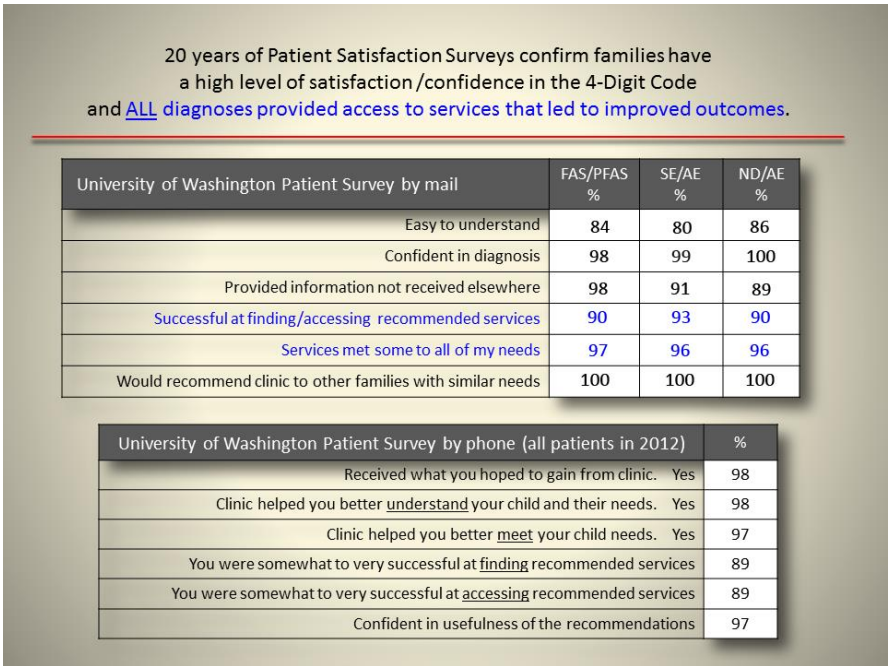 20 years of Patient Satisfaction Surveys confirm families have
a high level of satisfaction/confidence in the 4-Digit Code
and ALL diagnoses provided access to services that led to improved outcomes.
University of Washington Patient Survey by mail FAS/PFAS % SE/AE % ND/AE %
Easy to understand 84 80 86
Confident in diagnosis 98 99 100
Provided information not received elsewhere 98 91 89
Successful at finding/accessing recommended services 90 93 90
Services met some to all of my needs 97 96 96
Would recommend clinic to other families with similar needs 100 100 100
University of Washington Patient Survey by phone (all patients in 2012) %
Received what you hoped to gain from clinic. Yes 98
Clinic helped you better understand your child and their needs. Yes 98
Clinic helped you better meet your child needs. Yes 97
You were somewhat to very successful at finding recommended services 89
You were somewhat to very successful at accessing recommended services 89
Confident in usefulness of the recommendations 97